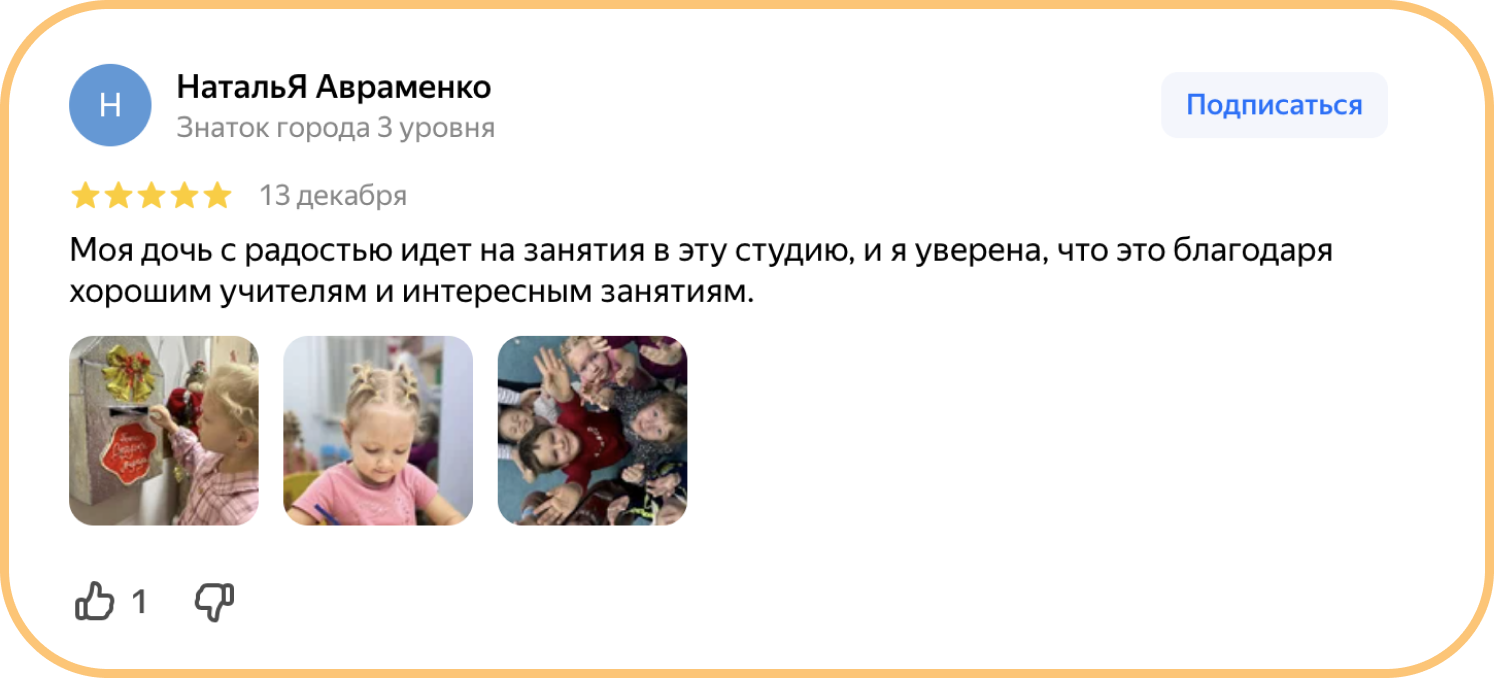 Н
НатальЯ Авраменко
Знаток города 3 уровня
Подписаться
13 декабря
Моя дочь с радостью идет на занятия в эту студию, и я уверена, что это благодаря
хорошим учителям и интересным занятиям.
1